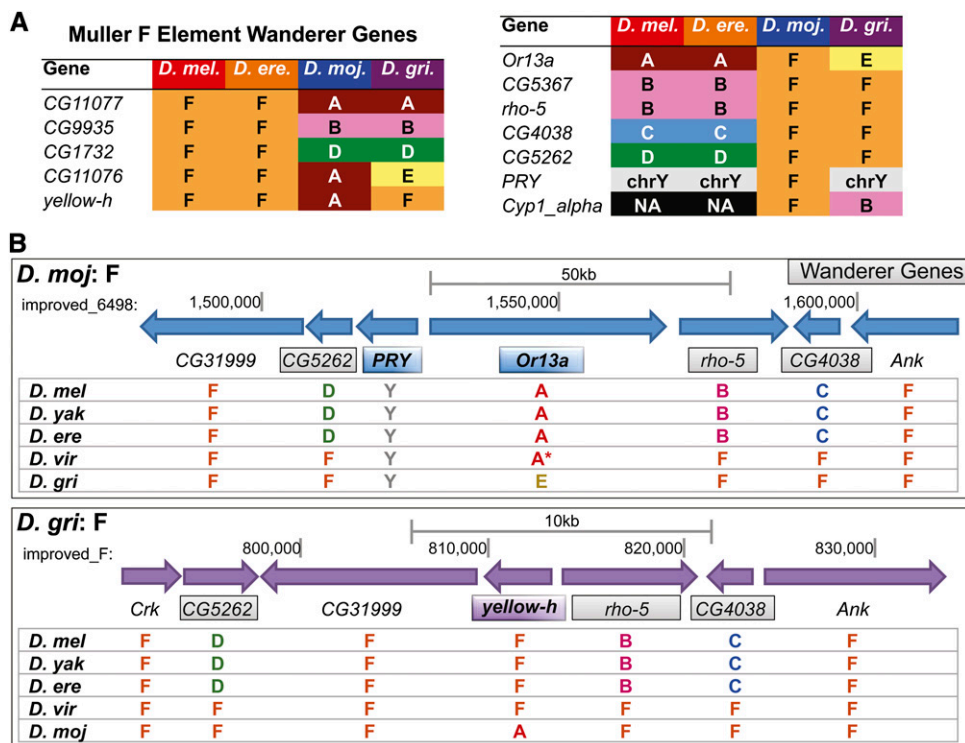 A
Muller F Element Wanderer Genes
Gene D. mel. D. ere. D. moj. D. gri.
CG11077 F F A A
CG9935 F F B B
CG1732 F F D D
CG11076 F F A E
yellow-h F F A F
Gene D. mel. D. ere. D. moj. D. gri.
Or13a A A F E
CG5367 B B F F
rho-5 B B F F
CG4038 C C F F
CG5262 D D F F
PRY chrY chrY F chrY
Cyp1_alpha NA NA F B
B
D. moj: F
50kb
Wanderer Genes
improved_6498: 1,500,000 1,550,000 1,600,000
CG31999 CG5262 PRY Or13a rho-5 CG4038 Ank
D. mel F D Y A B C F
D. yak F D Y A B C F
D. ere F D Y A B C F
D. vir F F Y A* F F F
D. gri F F Y E F F F
D. gri: F
10kb
improved_F: 800,000 810,000 820,000 830,000
Crk CG5262 CG31999 yellow-h rho-5 CG4038 Ank
D. mel F D F F B C F
D. yak F D F F B C F
D. ere F D F F B C F
D. vir F F F F F F F
D. moj F F F A F F F